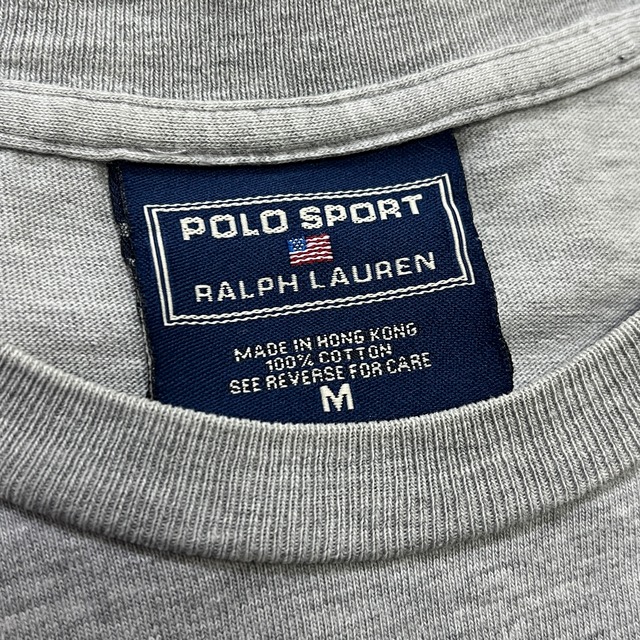 POLO SPORT
RALPH LAUREN
MADE IN HONG KONG
100% COTTON
SEE REVERSE FOR CARE
M